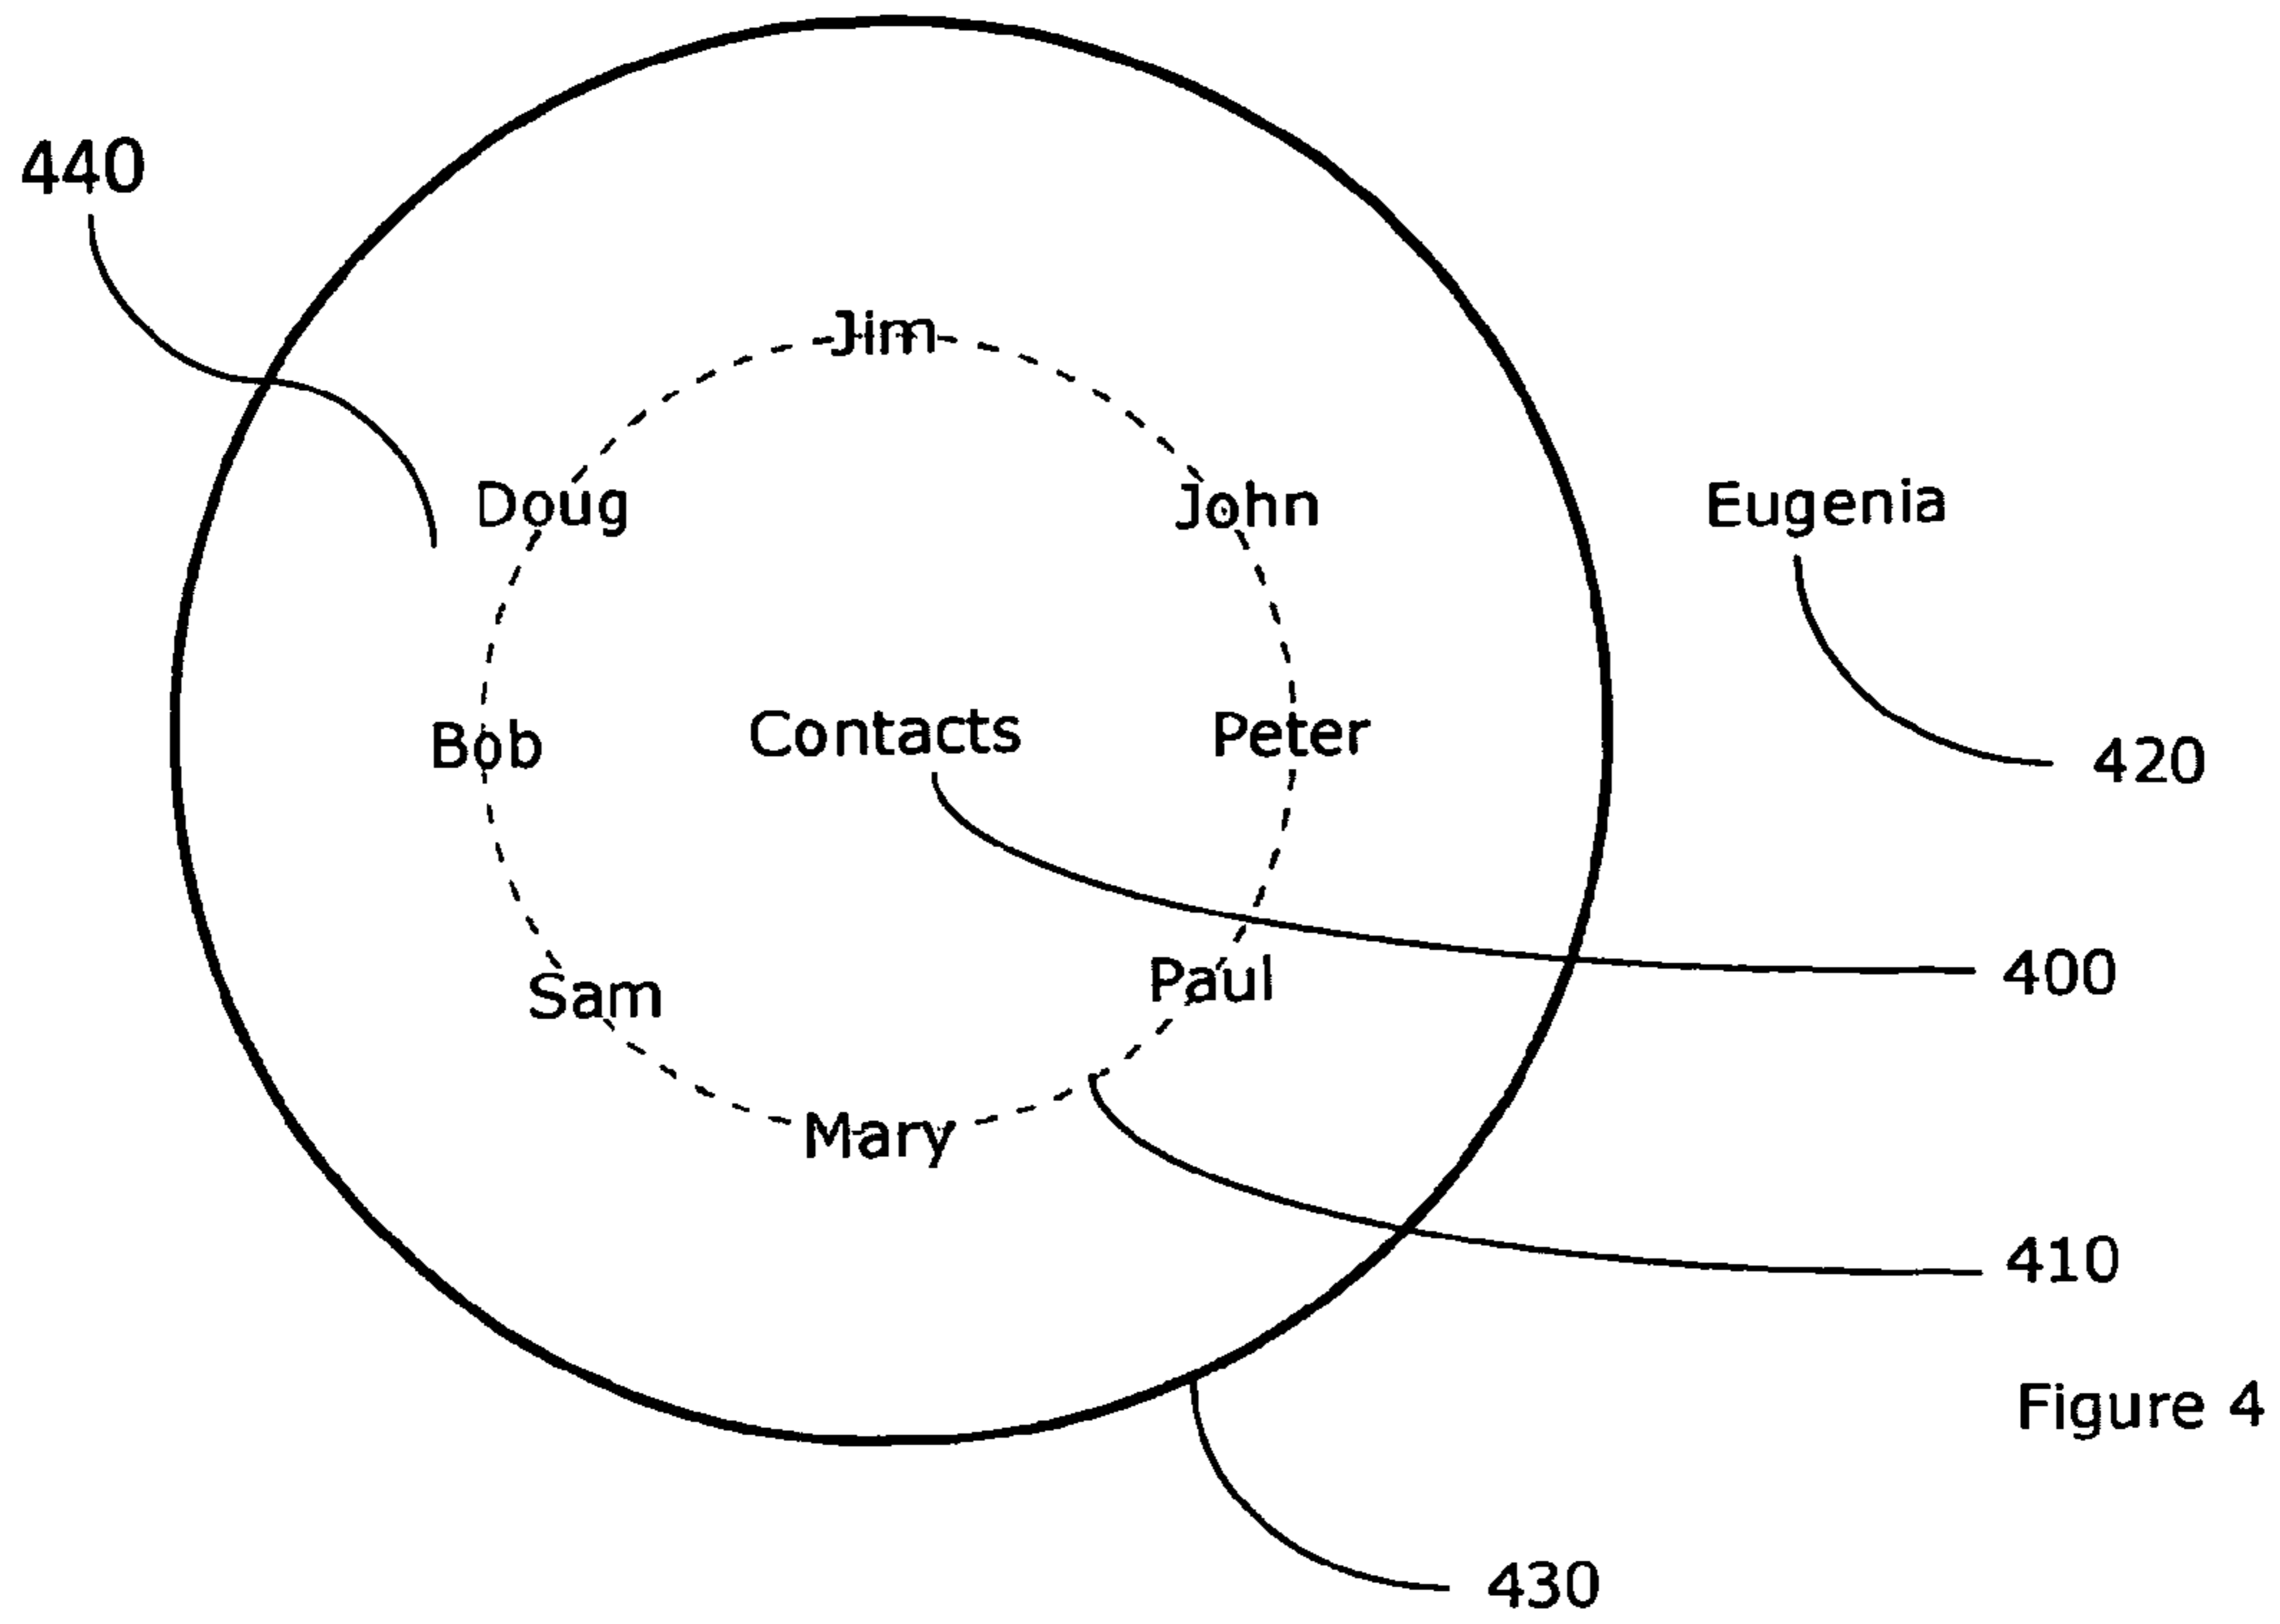 440
Jim
Doug
John
Eugenia
Bob
Contacts
Peter
420
Sam
Paul
400
Mary
410
Figure 4
430